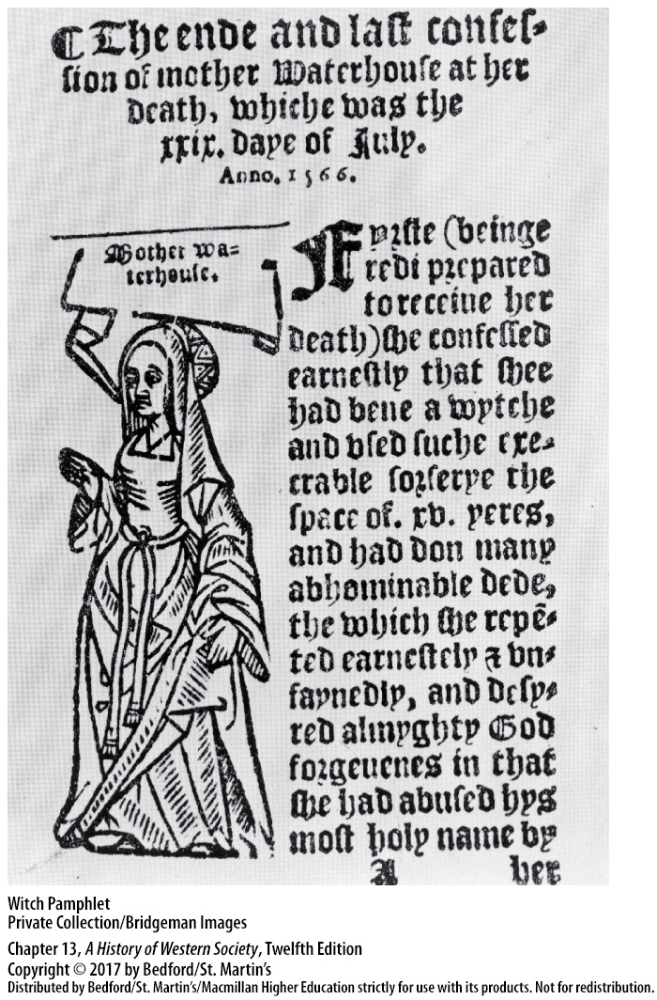 ¶ The ende and last confes-
sion of mother Waterhouse at her
death, whiche was the
xxix. daye of July.
Anno. 1566.
Mother wa=
terhouse.
Fyrste (beinge
redi prepared
to receiue her
death) she confessed
earnestly that shee
had bene a wytche
and vsed suche exe-
crable sorserye the
space of. xv. yeres,
and had don many
abhominable dede,
the which she repē-
ted earnestely & vn-
faynedly, and desy-
red almyghty God
forgeuenes in that
she had abused hys
most holy name by
A her
Witch Pamphlet
Private Collection/Bridgeman Images
Chapter 13, A History of Western Society, Twelfth Edition
Copyright © 2017 by Bedford/St. Martin's
Distributed by Bedford/St. Martin's/Macmillan Higher Education strictly for use with its products. Not for redistribution.